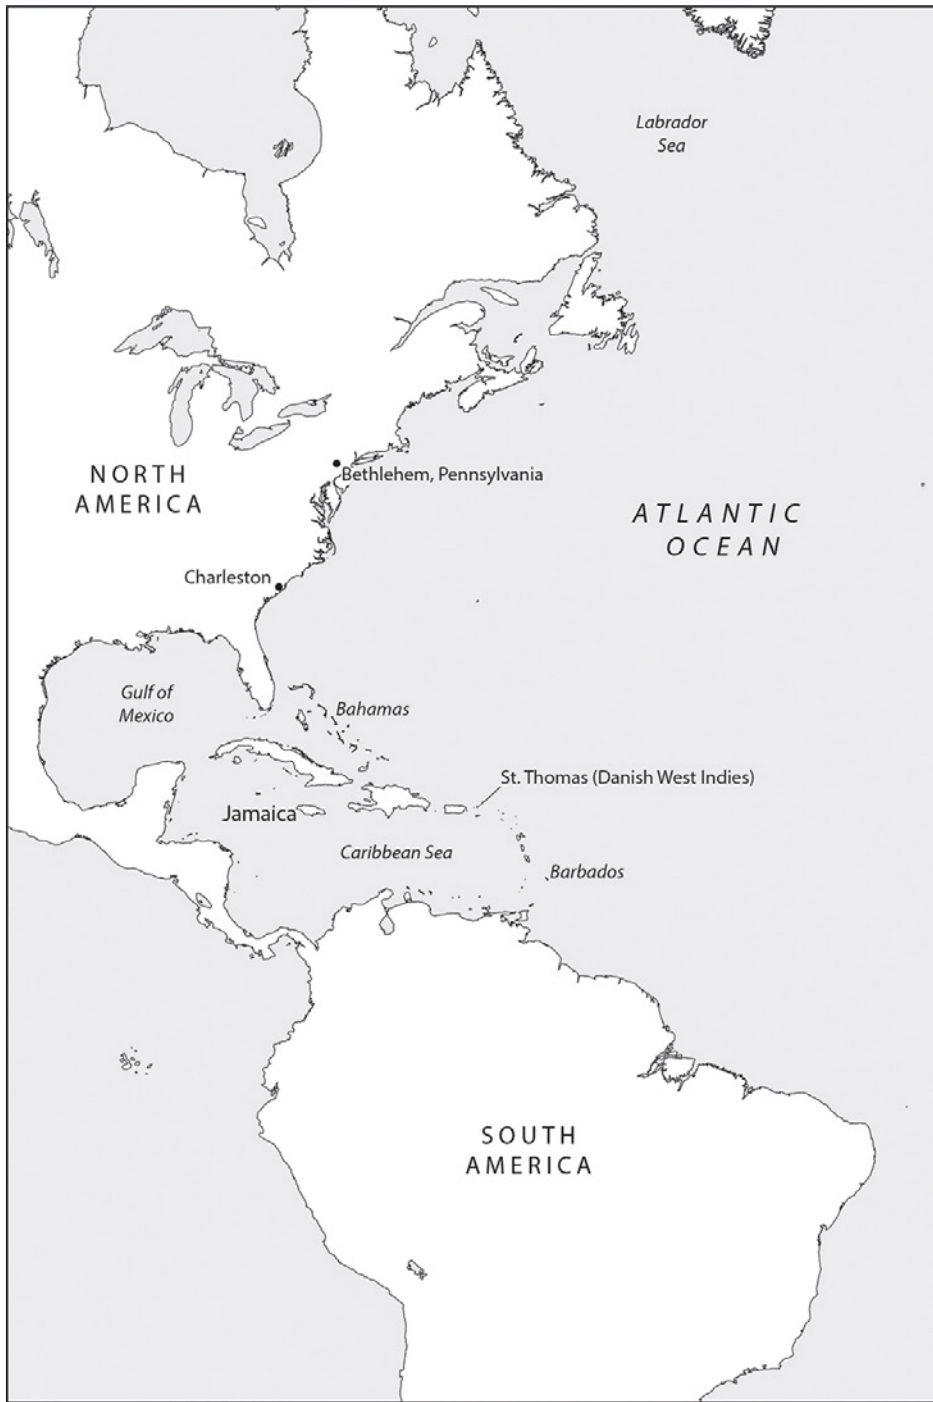 Labrador
Sea
NORTH
AMERICA
Bethlehem, Pennsylvania
ATLANTIC
OCEAN
Charleston
Gulf of
Mexico
Bahamas
St. Thomas (Danish West Indies)
Jamaica
Caribbean Sea
Barbados
SOUTH
AMERICA